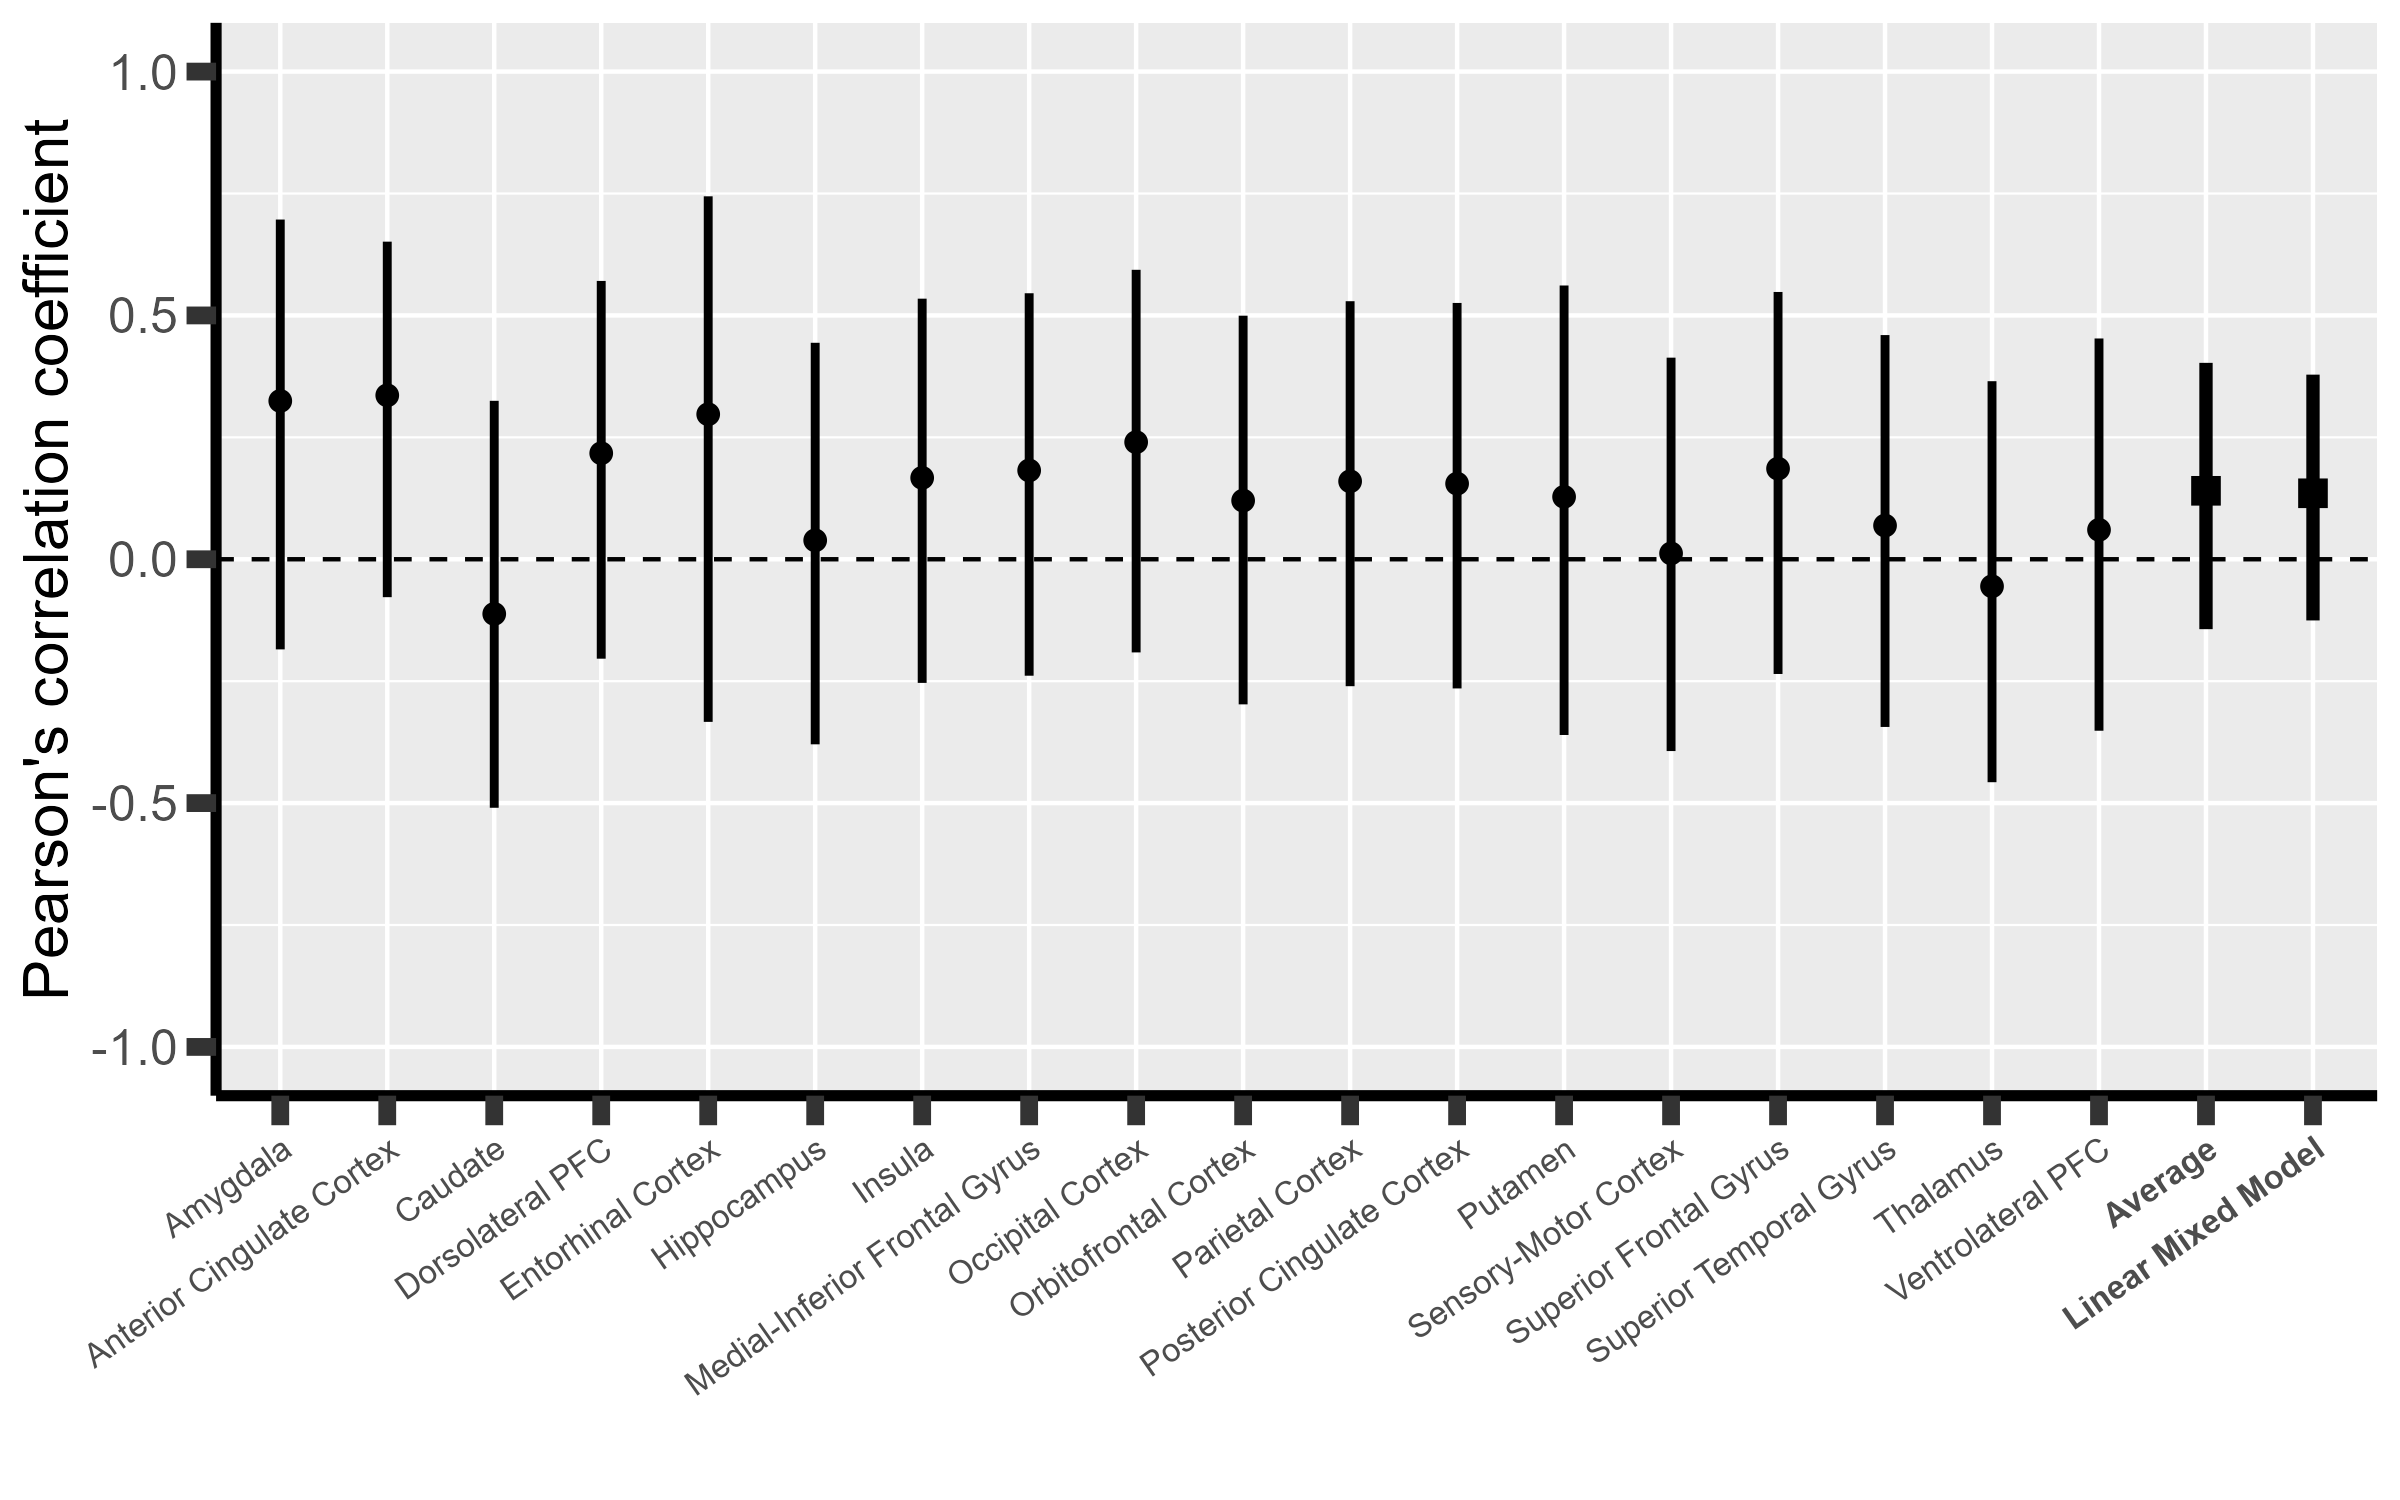 Pearson's correlation coefficient
1.0
0.5
0.0
-0.5
-1.0
Amygdala
Anterior Cingulate Cortex
Caudate
Dorsolateral PFC
Entorhinal Cortex
Hippocampus
Insula
Medial-Inferior Frontal Gyrus
Occipital Cortex
Orbitofrontal Cortex
Parietal Cortex
Posterior Cingulate Cortex
Putamen
Sensory-Motor Cortex
Superior Frontal Gyrus
Superior Temporal Gyrus
Thalamus
Ventrolateral PFC
Average
Linear Mixed Model